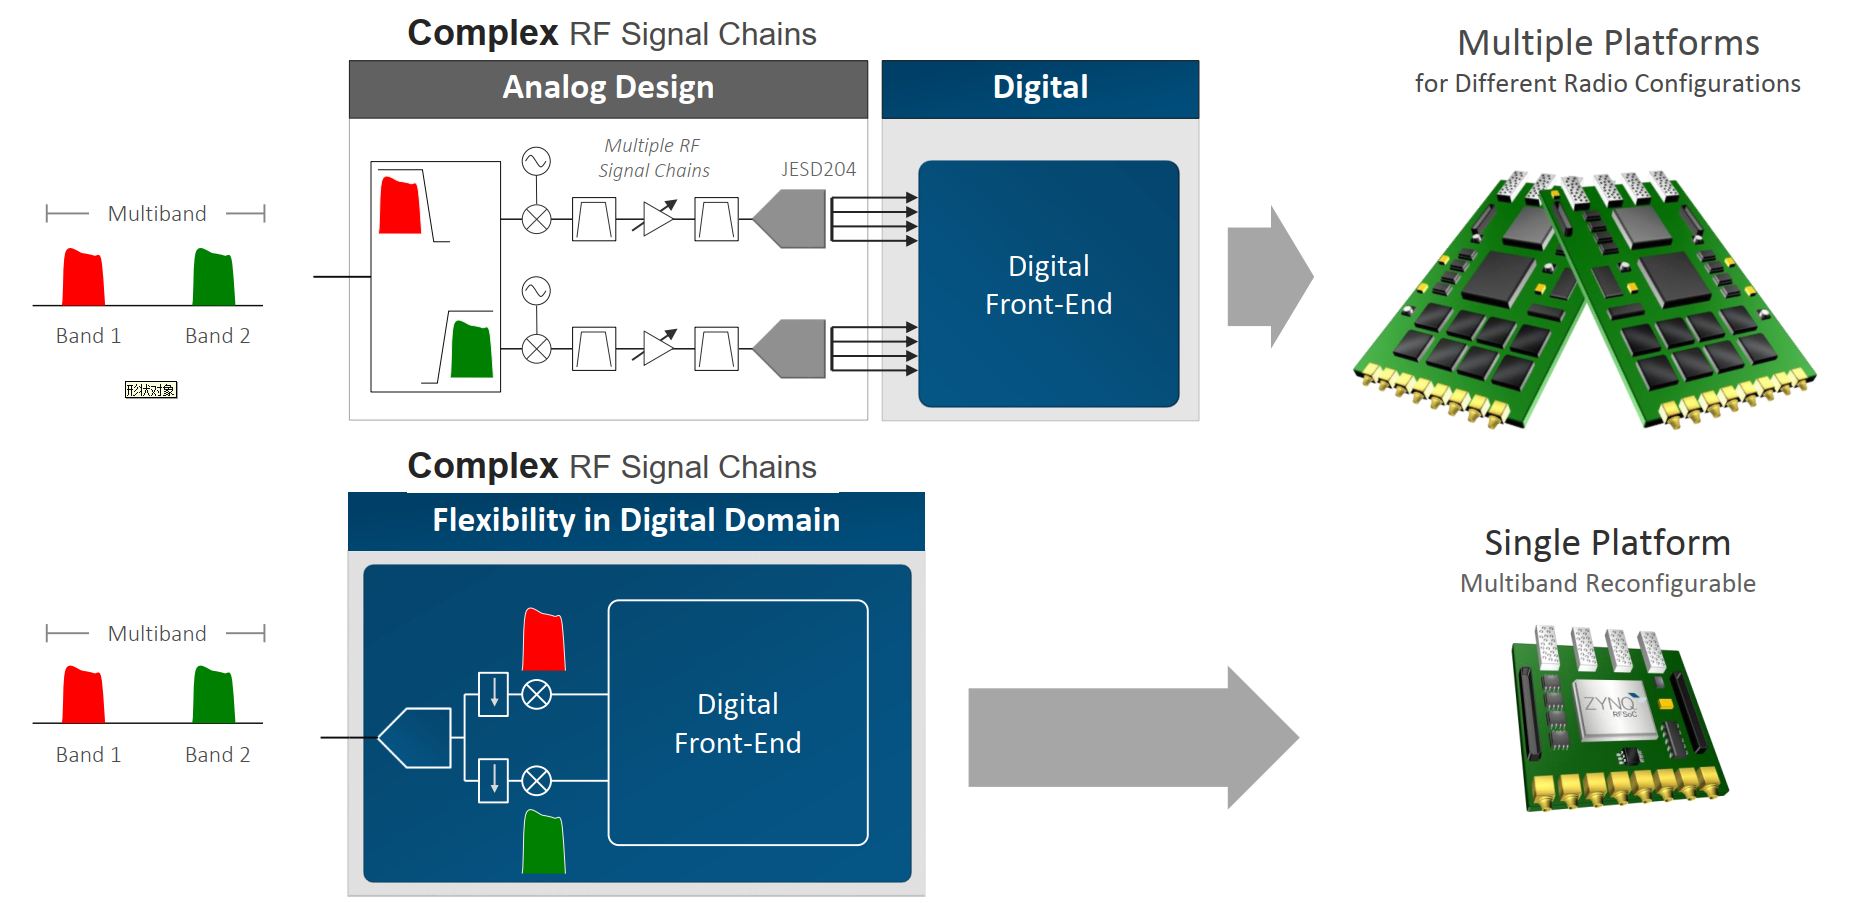 Complex RF Signal Chains
Analog Design
Digital
Multiple Platforms
for Different Radio Configurations
Multiple RF
Signal Chains
JESD204
Multiband
Band 1
Band 2
Digital
Front-End
形状对象
Complex RF Signal Chains
Flexibility in Digital Domain
Single Platform
Multiband Reconfigurable
Multiband
Band 1
Band 2
Digital
Front-End
ZYNQ
RFSoC